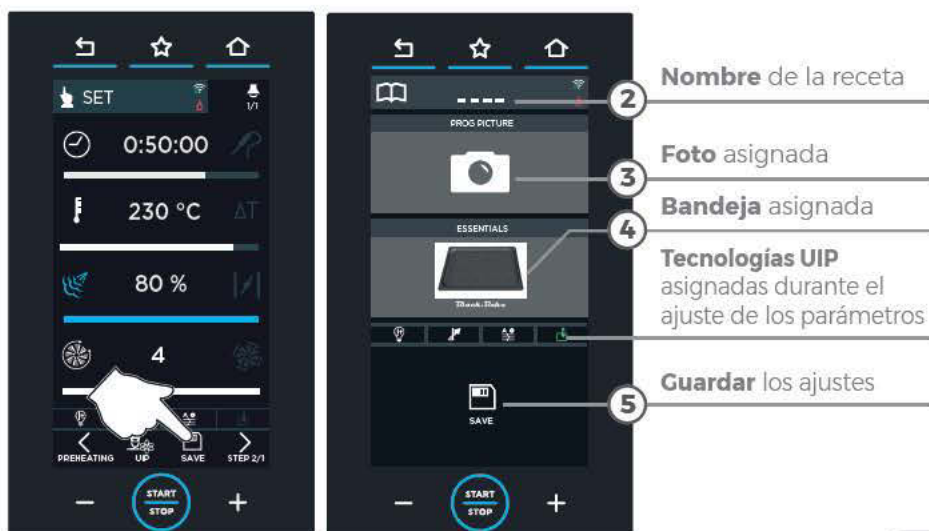 SET
1/1
0:50:00
230 °C
ΔT
80 %
4
PREHEATING
UIP
SAVE
STEP 2/1
START
STOP
PROG PICTURE
ESSENTIALS
Black.Bake
SAVE
START
STOP
2
Nombre de la receta
3
Foto asignada
4
Bandeja asignada
Tecnologías UIP
asignadas durante el
ajuste de los parámetros
5
Guardar los ajustes